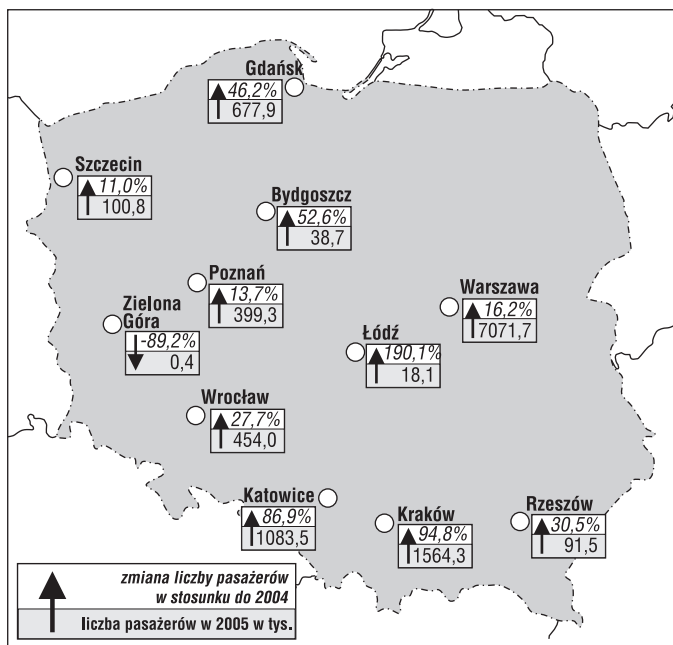 Gdańsk
46,2%
677,9
Szczecin
11,0%
100,8
Bydgoszcz
52,6%
38,7
Poznań
13,7%
399,3
Warszawa
16,2%
7071,7
Zielona
Góra
-89,2%
0,4
Łódź
190,1%
18,1
Wrocław
27,7%
454,0
Katowice
86,9%
1083,5
Kraków
94,8%
1564,3
Rzeszów
30,5%
91,5
zmiana liczby pasażerów
w stosunku do 2004
liczba pasażerów w 2005 w tys.